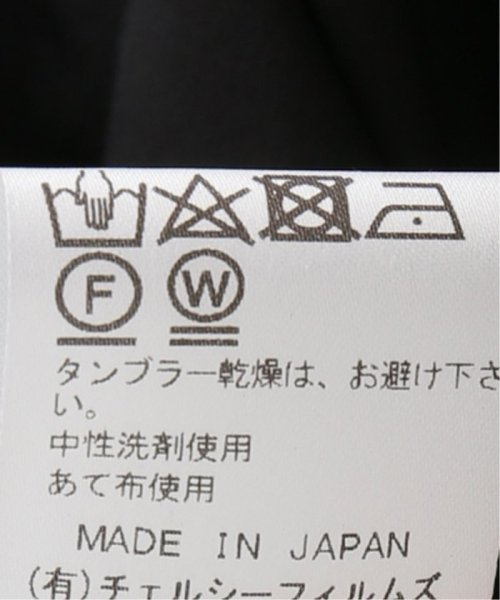 F W
タンブラー乾燥は、お避け下さ
い。
中性洗剤使用
あて布使用
MADE IN JAPAN
(有)チェルシーフィルムズ